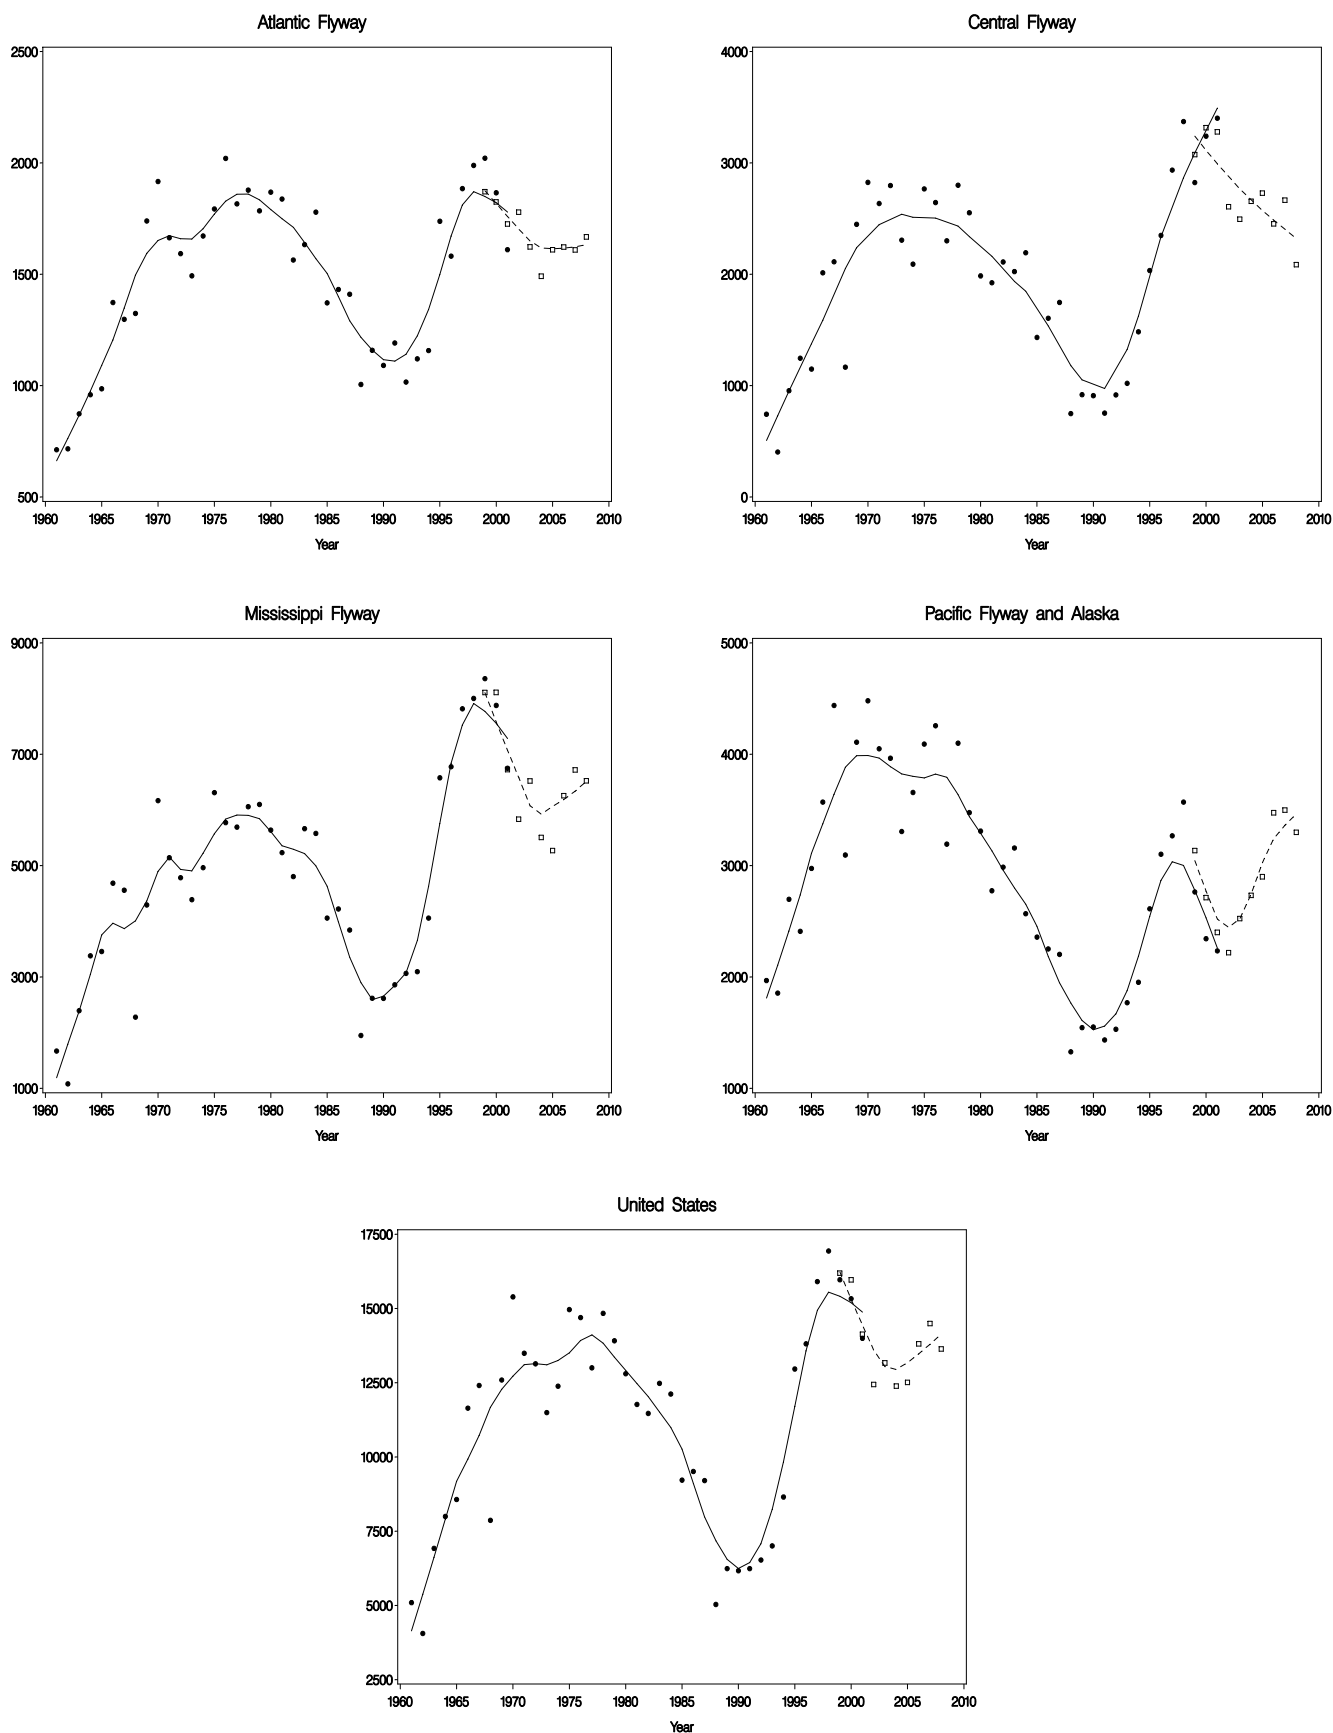 Atlantic Flyway
2500
2000
1500
1000
500
1960 1965 1970 1975 1980 1985 1990 1995 2000 2005 2010
Year
Central Flyway
4000
3000
2000
1000
0
1960 1965 1970 1975 1980 1985 1990 1995 2000 2005 2010
Year
Mississippi Flyway
9000
7000
5000
3000
1000
1960 1965 1970 1975 1980 1985 1990 1995 2000 2005 2010
Year
Pacific Flyway and Alaska
5000
4000
3000
2000
1000
1960 1965 1970 1975 1980 1985 1990 1995 2000 2005 2010
Year
United States
17500
15000
12500
10000
7500
5000
2500
1960 1965 1970 1975 1980 1985 1990 1995 2000 2005 2010
Year